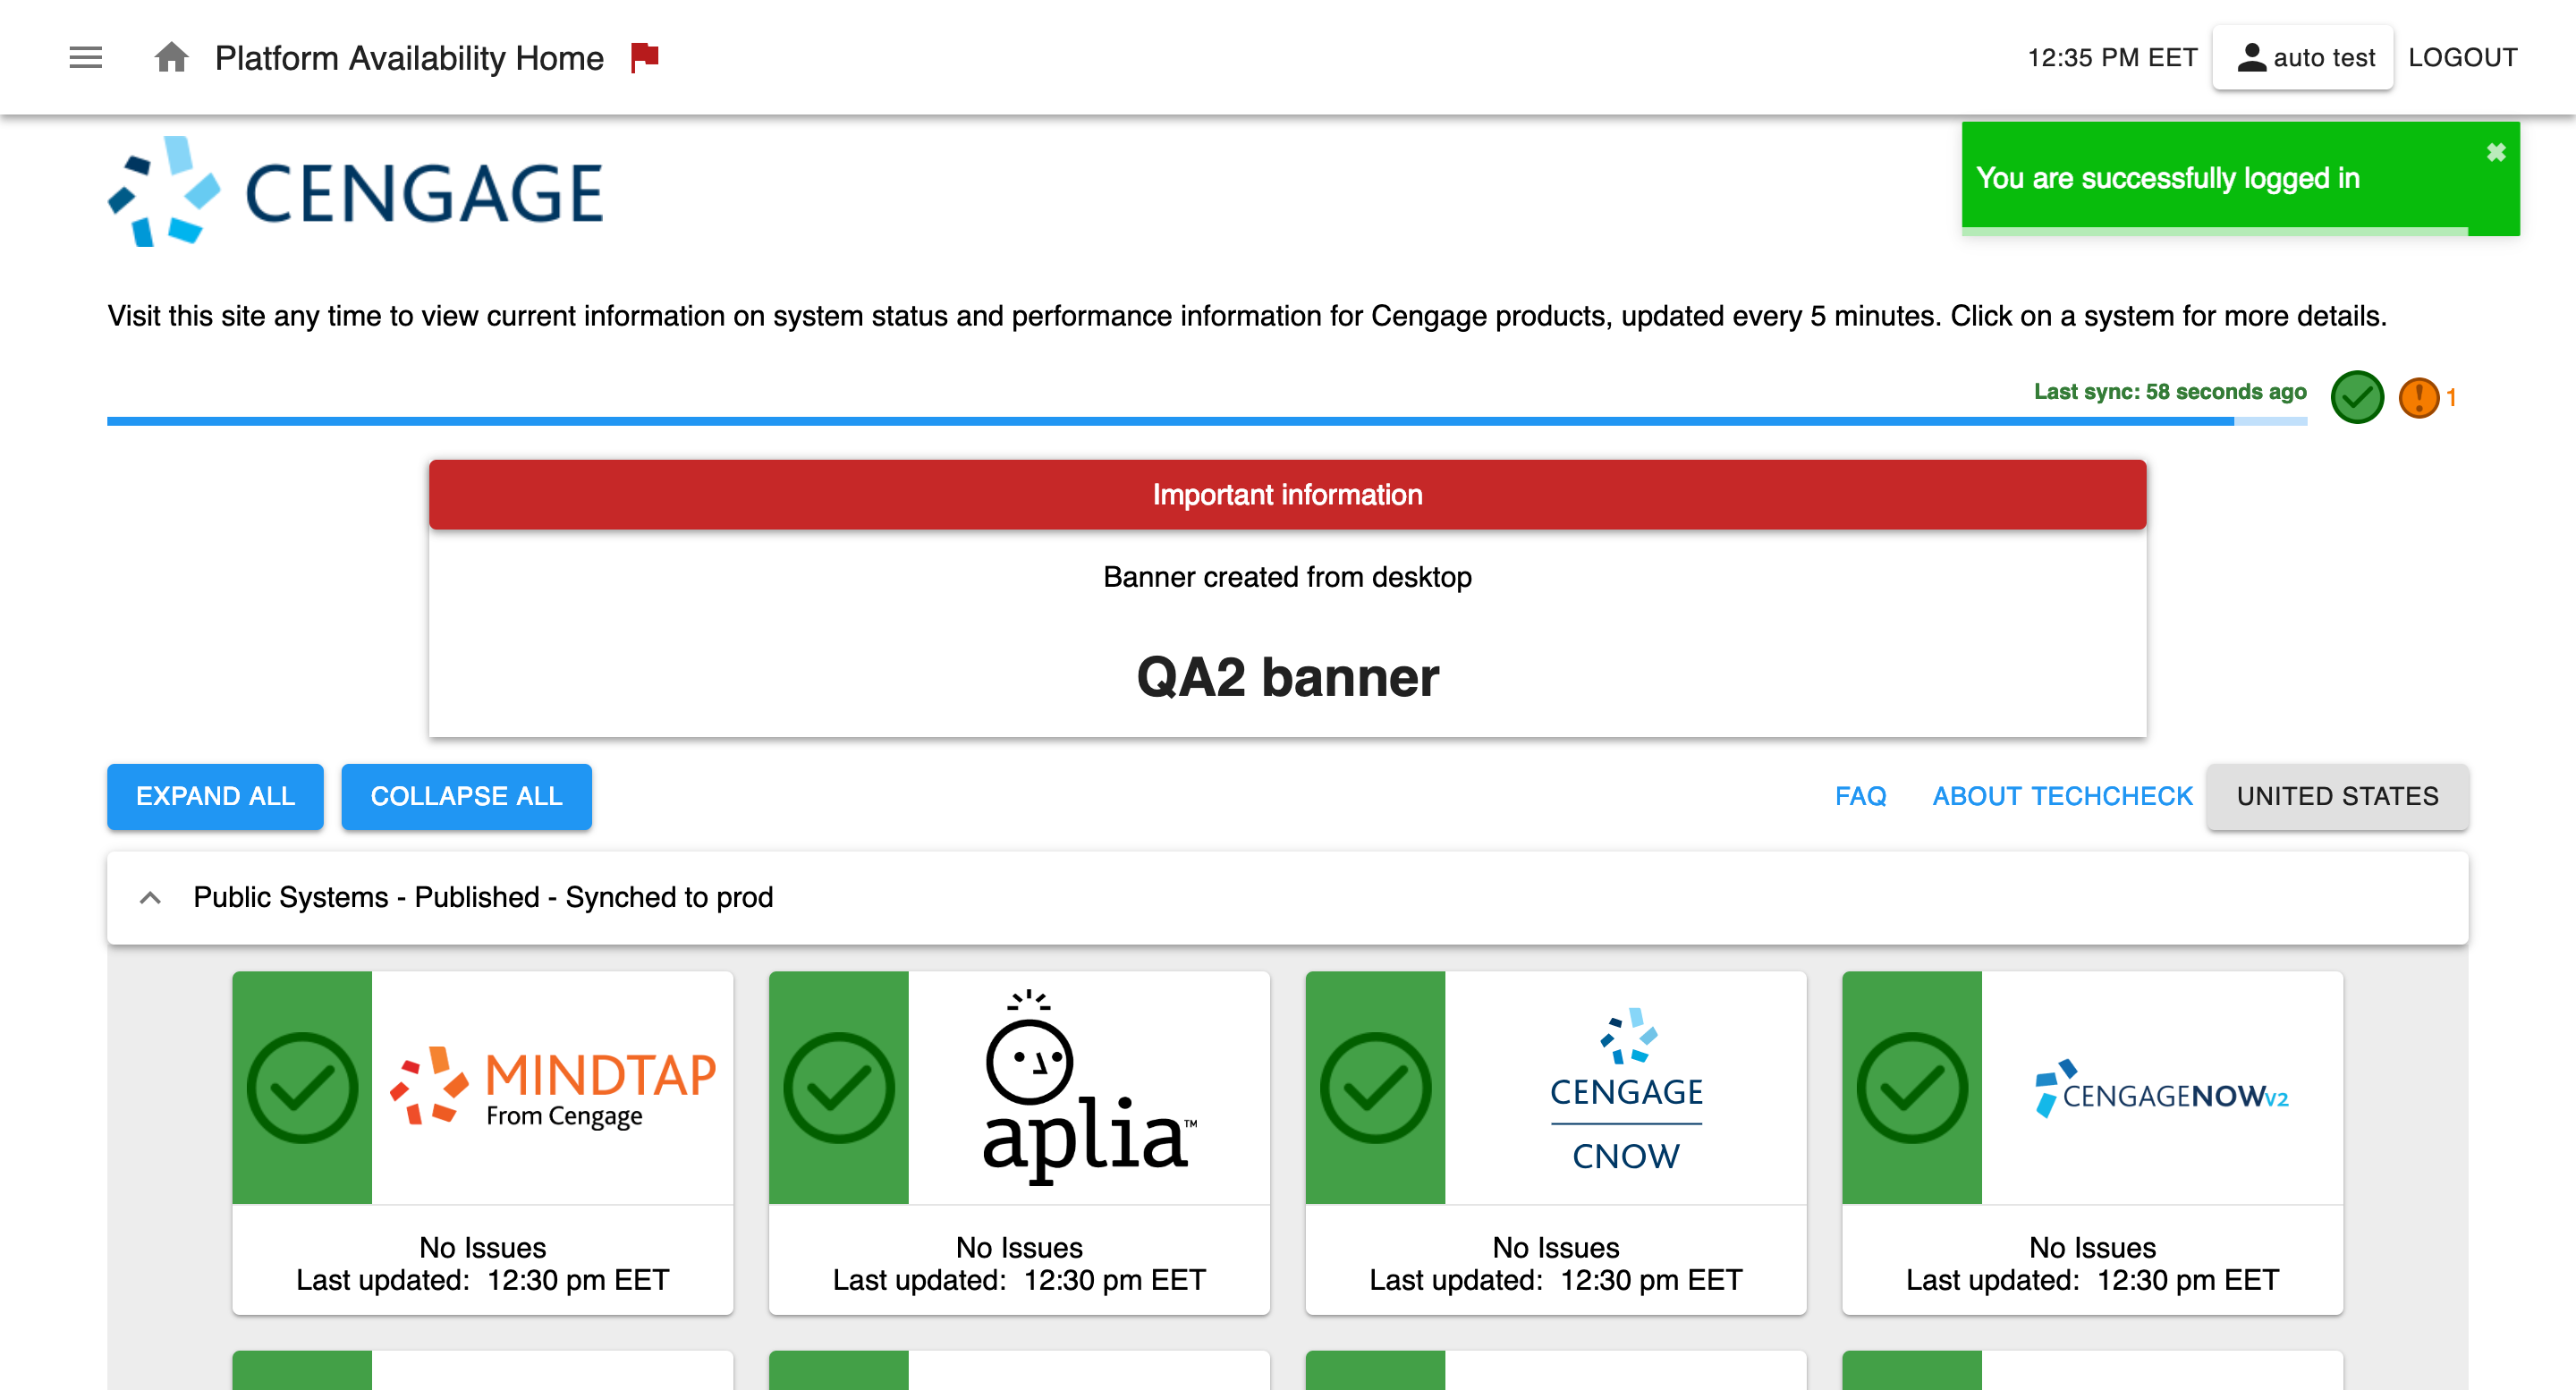 Platform Availability Home
12:35 PM EET
auto test
LOGOUT
CENGAGE
You are successfully logged in
Visit this site any time to view current information on system status and performance information for Cengage products, updated every 5 minutes. Click on a system for more details.
Last sync: 58 seconds ago
1
Important information
Banner created from desktop
QA2 banner
EXPAND ALL
COLLAPSE ALL
FAQ
ABOUT TECHCHECK
UNITED STATES
Public Systems - Published - Synched to prod
MINDTAP
From Cengage
No Issues
Last updated: 12:30 pm EET
aplia™
No Issues
Last updated: 12:30 pm EET
CENGAGE
CNOW
No Issues
Last updated: 12:30 pm EET
CENGAGENOWv2
No Issues
Last updated: 12:30 pm EET